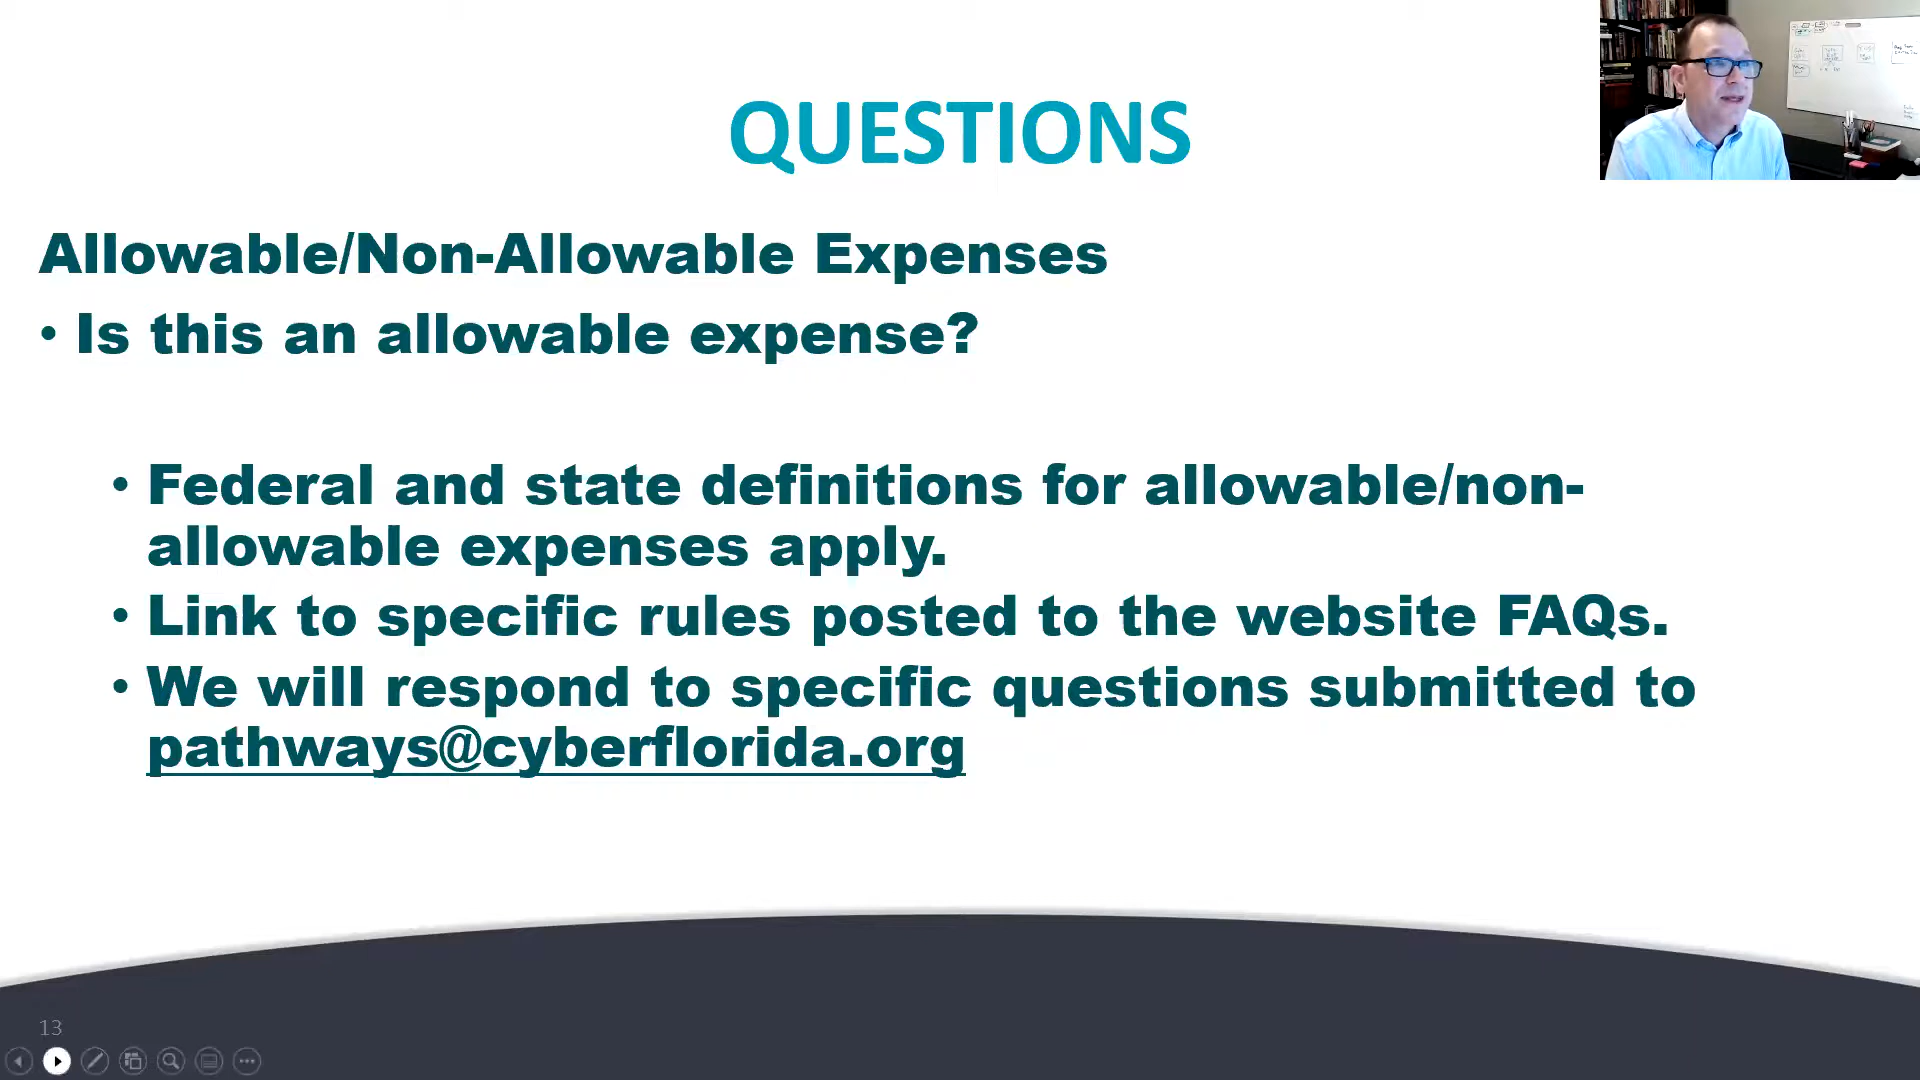 QUESTIONS
Allowable/Non-Allowable Expenses
• Is this an allowable expense?
• Federal and state definitions for allowable/non-
allowable expenses apply.
• Link to specific rules posted to the website FAQs.
• We will respond to specific questions submitted to
pathways@cyberflorida.org
13